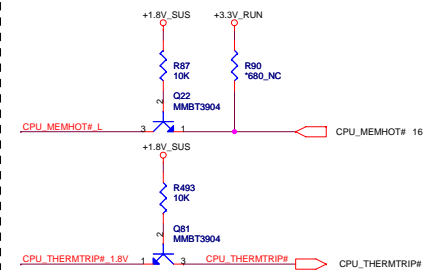 +1.8V_SUS
+3.3V_RUN
R87
10K
R90
*680_NC
2
Q22
MMBT3904
CPU_MEMHOT#_L
3
1
CPU_MEMHOT# 16
+1.8V_SUS
R493
10K
2
Q81
MMBT3904
CPU_THERMTRIP#_1.8V
1
3
CPU_THERMTRIP#
CPU_THERMTRIP#